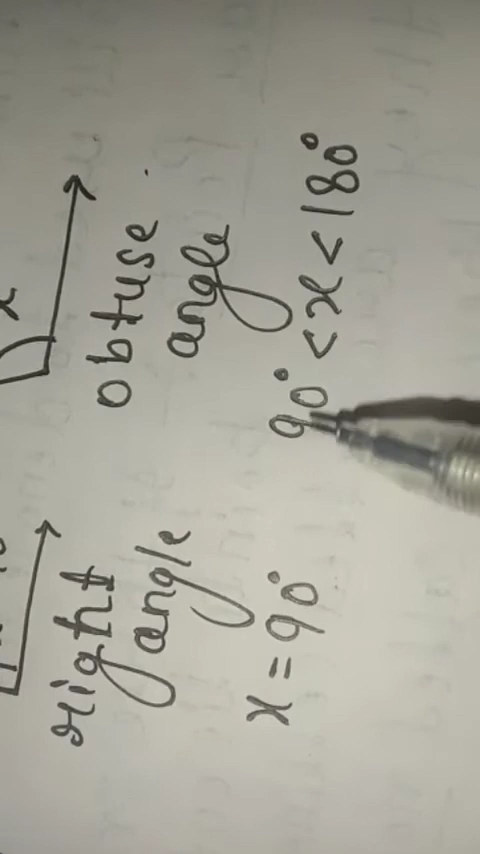 x
right
angle
x = 90°
x
obtuse
angle
90° < x < 180°